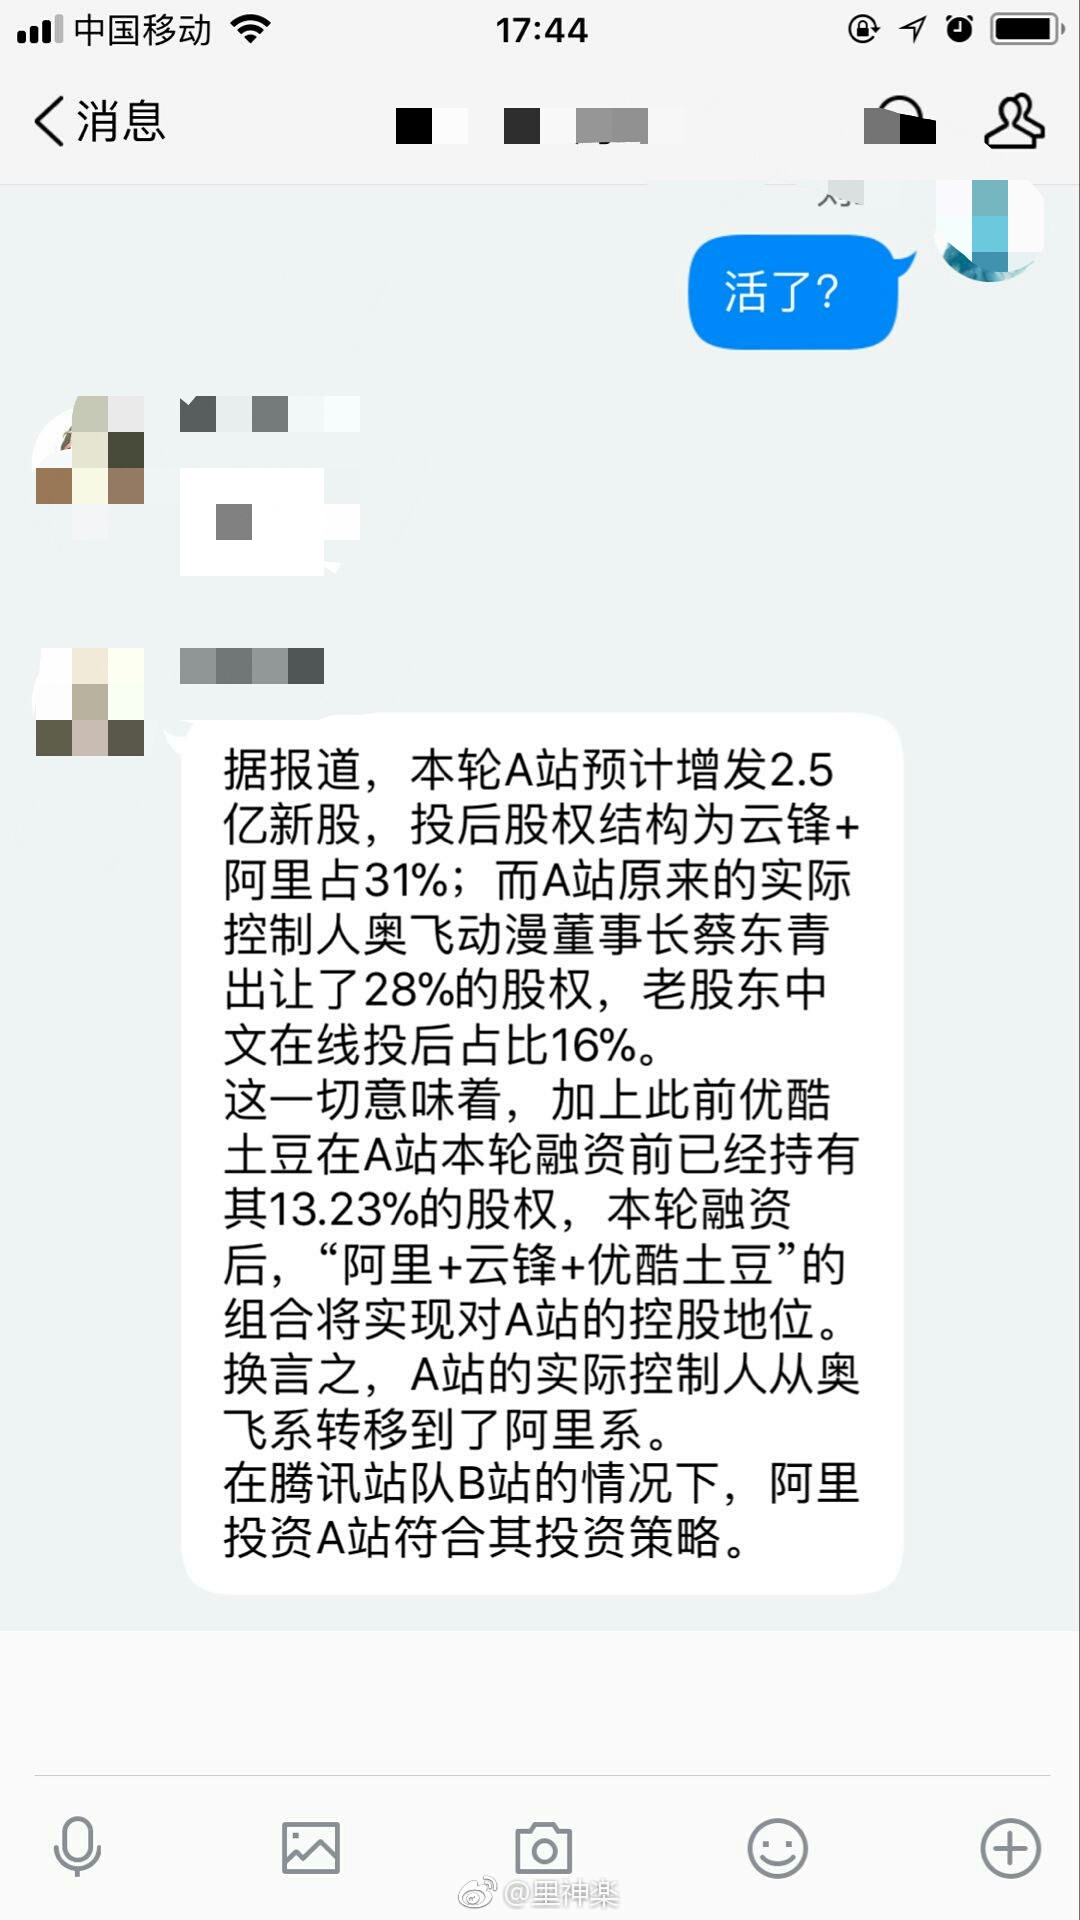 中国移动
17:44
消息
活了?
据报道，本轮A站预计增发2.5
亿新股，投后股权结构为云锋+
阿里占31%；而A站原来的实际
控制人奥飞动漫董事长蔡东青
出让了28%的股权，老股东中
文在线投后占比16%。
这一切意味着，加上此前优酷
土豆在A站本轮融资前已经持有
其13.23%的股权，本轮融资
后，“阿里+云锋+优酷土豆”的
组合将实现对A站的控股地位。
换言之，A站的实际控制人从奥
飞系转移到了阿里系。
在腾讯站队B站的情况下，阿里
投资A站符合其投资策略。
@里神楽